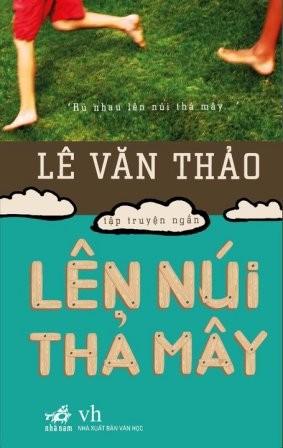 'Rủ nhau lên núi thả mây...'
LÊ VĂN THẢO
tập truyện ngắn
LÊN NÚi
THẢ MÂY
nhã nam
vh
NHÀ XUẤT BẢN VĂN HỌC